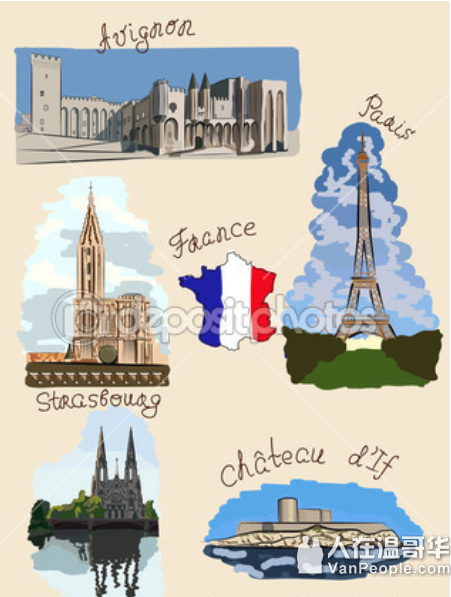 Avignon
Paris
France
depositphotos
Strasbourg
château d'If
人在温哥华
VanPeople.com